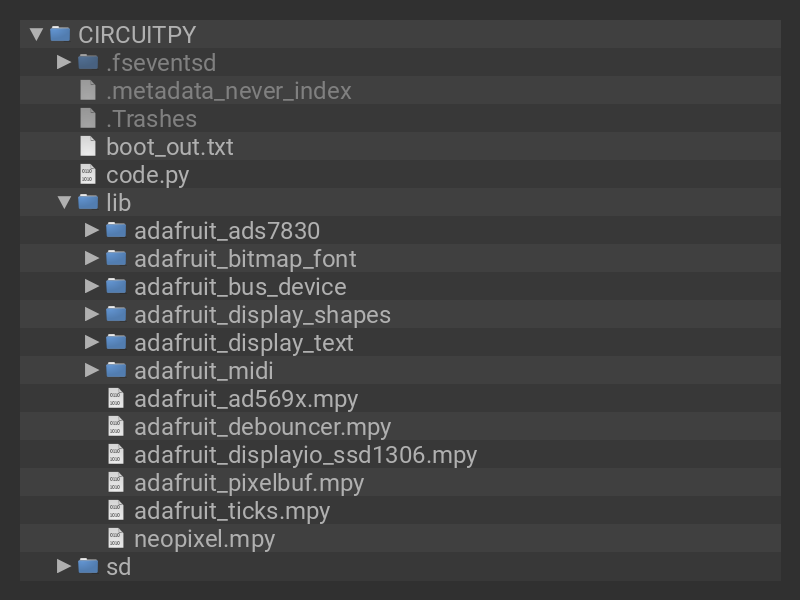 CIRCUITPY
.fseventsd
.metadata_never_index
.Trashes
boot_out.txt
code.py
lib
adafruit_ads7830
adafruit_bitmap_font
adafruit_bus_device
adafruit_display_shapes
adafruit_display_text
adafruit_midi
adafruit_ad569x.mpy
adafruit_debouncer.mpy
adafruit_displayio_ssd1306.mpy
adafruit_pixelbuf.mpy
adafruit_ticks.mpy
neopixel.mpy
sd